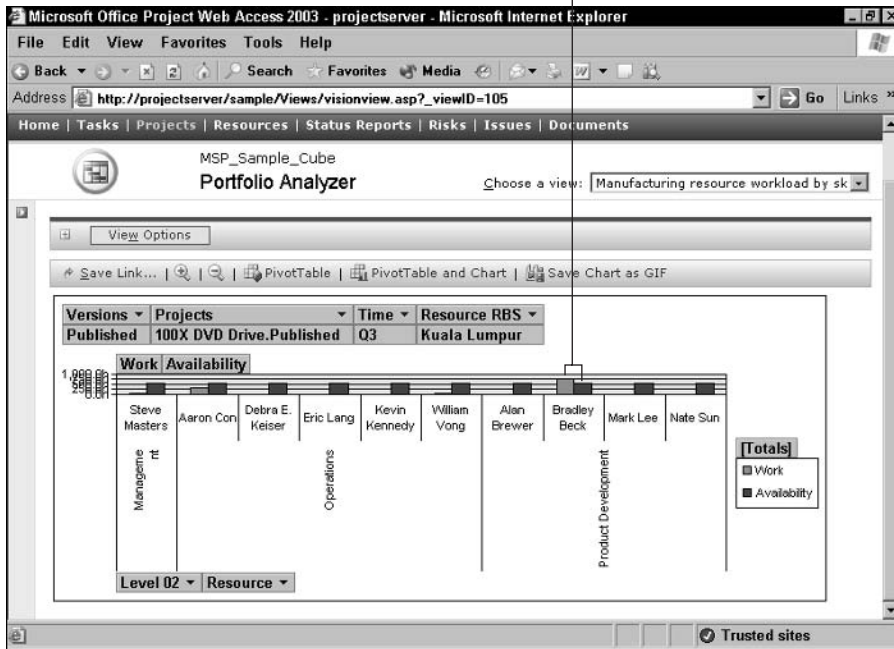 Microsoft Office Project Web Access 2003 - projectserver - Microsoft Internet Explorer
File Edit View Favorites Tools Help
Back Search Favorites Media
Address http://projectserver/sample/Views/visionview.asp?_viewID=105 Go Links »
Home | Tasks | Projects | Resources | Status Reports | Risks | Issues | Documents
MSP_Sample_Cube
Portfolio Analyzer
Choose a view: Manufacturing resource workload by sk
View Options
Save Link... | | | PivotTable | PivotTable and Chart | Save Chart as GIF
Versions Projects Time Resource RBS
Published 100X DVD Drive.Published Q3 Kuala Lumpur
Work Availability
Steve Masters
Aaron Con
Debra E. Keiser
Eric Lang
Kevin Kennedy
William Vong
Alan Brewer
Bradley Beck
Mark Lee
Nate Sun
Management
Operations
Product Development
[Totals]
Work
Availability
Level 02 Resource
Trusted sites